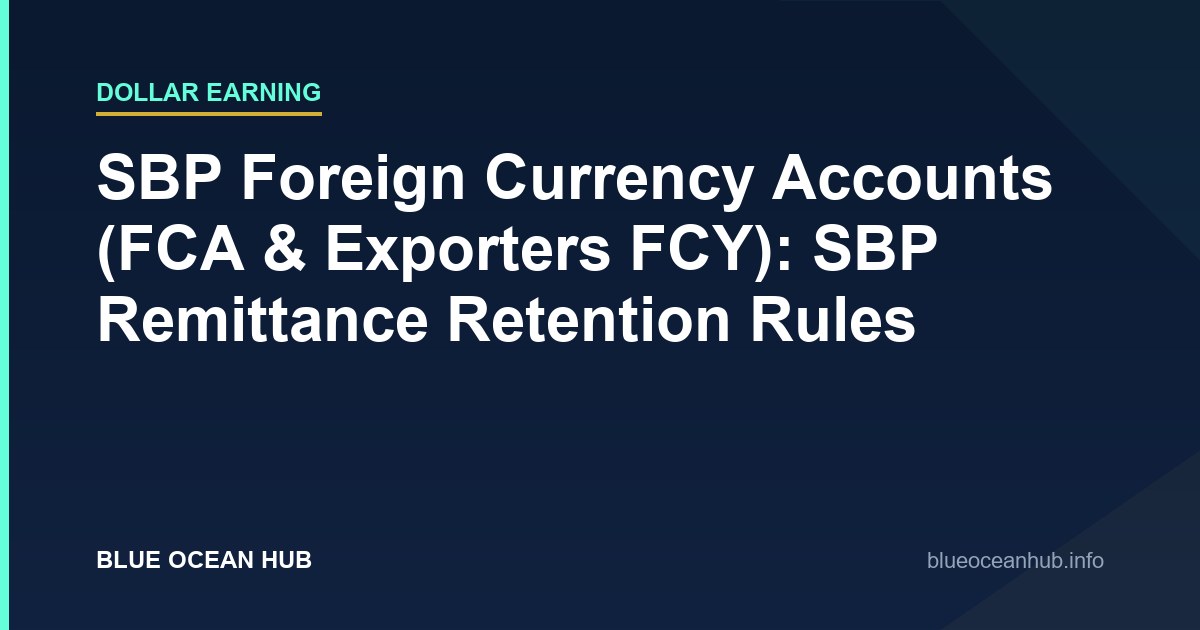 DOLLAR EARNING
SBP Foreign Currency Accounts
(FCA & Exporters FCY): SBP
Remittance Retention Rules
BLUE OCEAN HUB
blueoceanhub.info